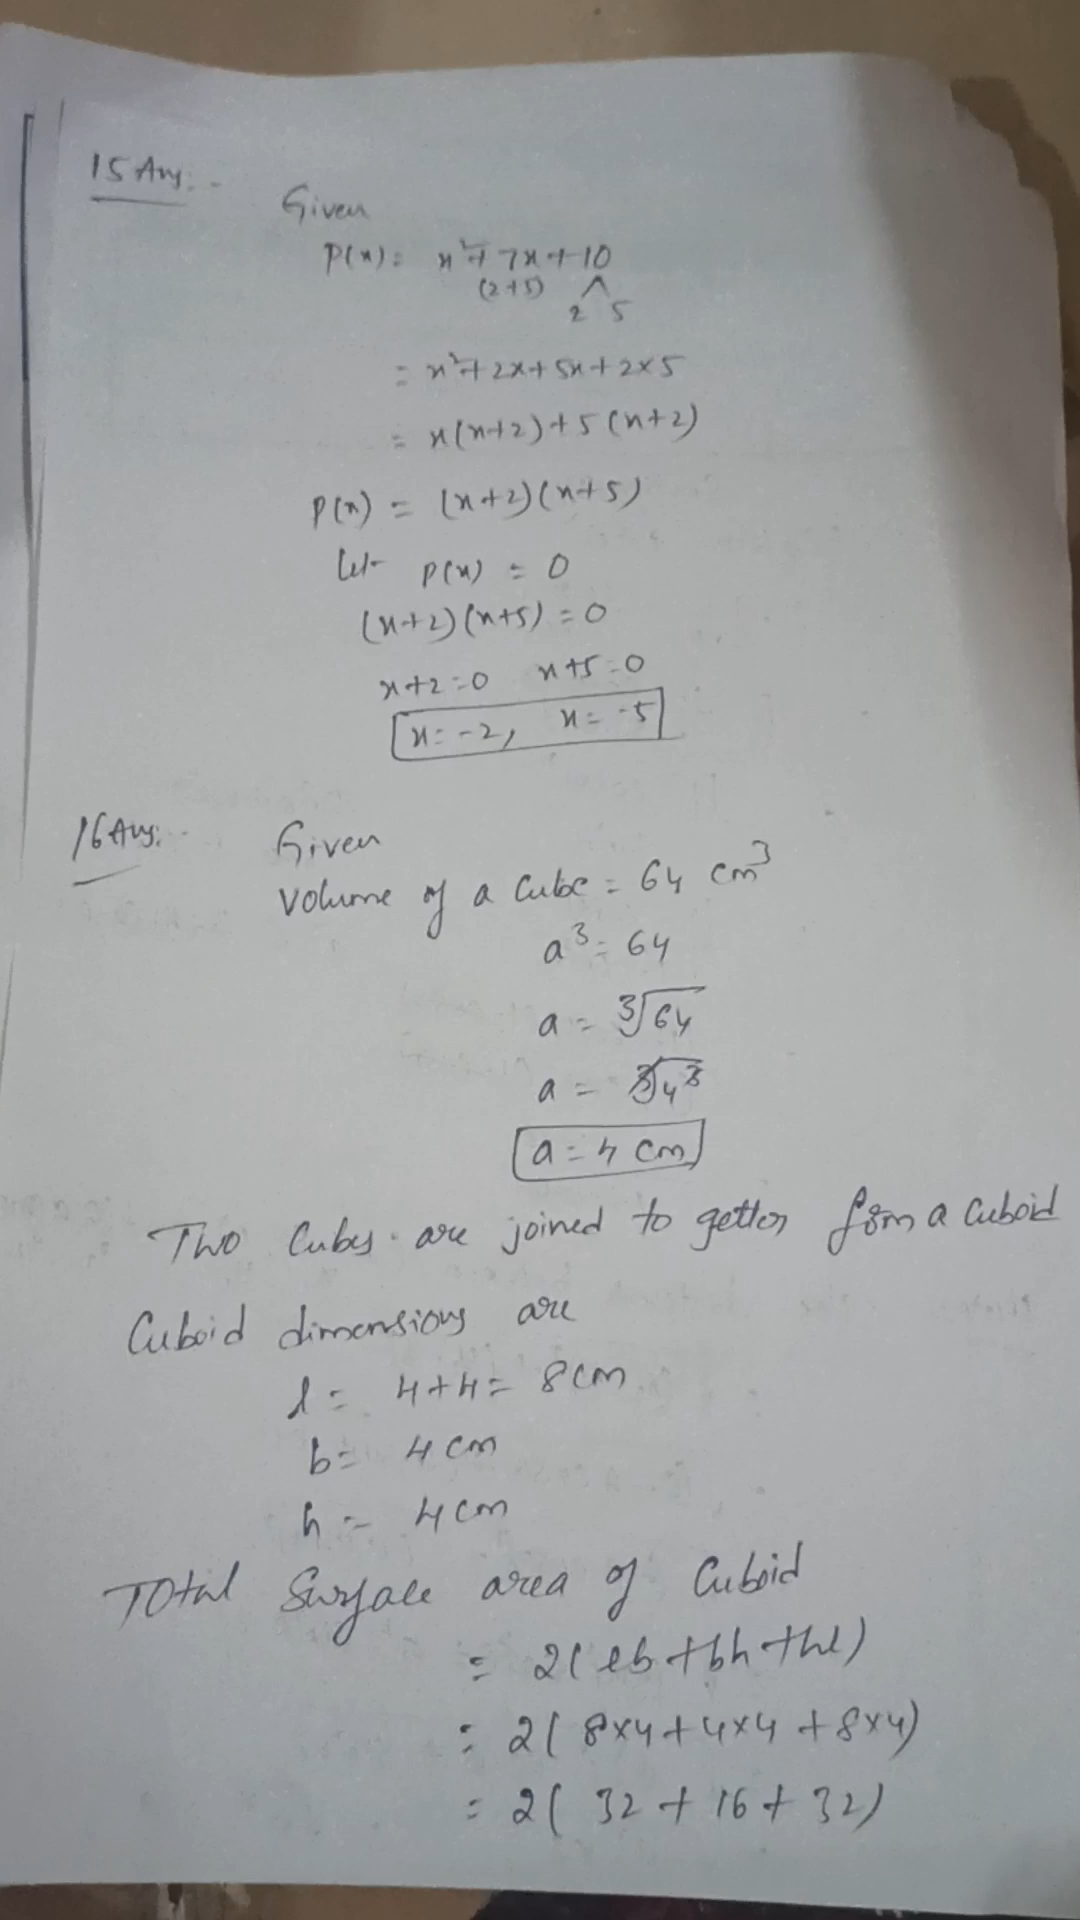 15 Ans:-
Given
P(x) = x²+7x+10
(2+5) 2 5
= x²+2x+5x+2×5
= x(x+2)+5(x+2)
P(x) = (x+2)(x+5)
Let P(x) = 0
(x+2)(x+5) = 0
x+2=0 x+5=0
x=-2, x=-5
16 Ans:-
Given
Volume of a Cube = 64 cm³
a³ = 64
a = ∛64
a = ∛4³
a = 4 cm
Two Cubes are joined to getter form a Cuboid
Cuboid dimensions are
l = 4+4 = 8cm
b = 4 cm
h = 4 cm
Total Surface area of Cuboid
= 2(lb+bh+hl)
= 2(8×4+4×4+8×4)
= 2(32+16+32)